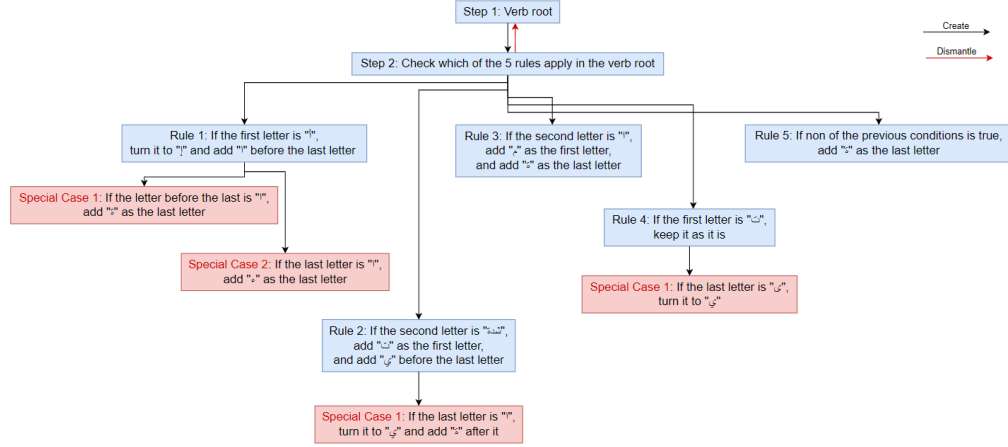 Step 1: Verb root
Create
Dismantle
Step 2: Check which of the 5 rules apply in the verb root
Rule 1: If the first letter is "أ",
turn it to "إ" and add "ا" before the last letter
Special Case 1: If the letter before the last is "ا",
add "ة" as the last letter
Special Case 2: If the last letter is "ا",
add "ء" as the last letter
Rule 2: If the second letter is "شدة",
add "تـ" as the first letter,
and add "ي" before the last letter
Special Case 1: If the last letter is "ا",
turn it to "ي" and add "ة" after it
Rule 3: If the second letter is "ا",
add "م" as the first letter,
and add "ة" as the last letter
Rule 4: If the first letter is "تـ",
keep it as it is
Special Case 1: If the last letter is "ى",
turn it to "ي"
Rule 5: If non of the previous conditions is true,
add "ة" as the last letter